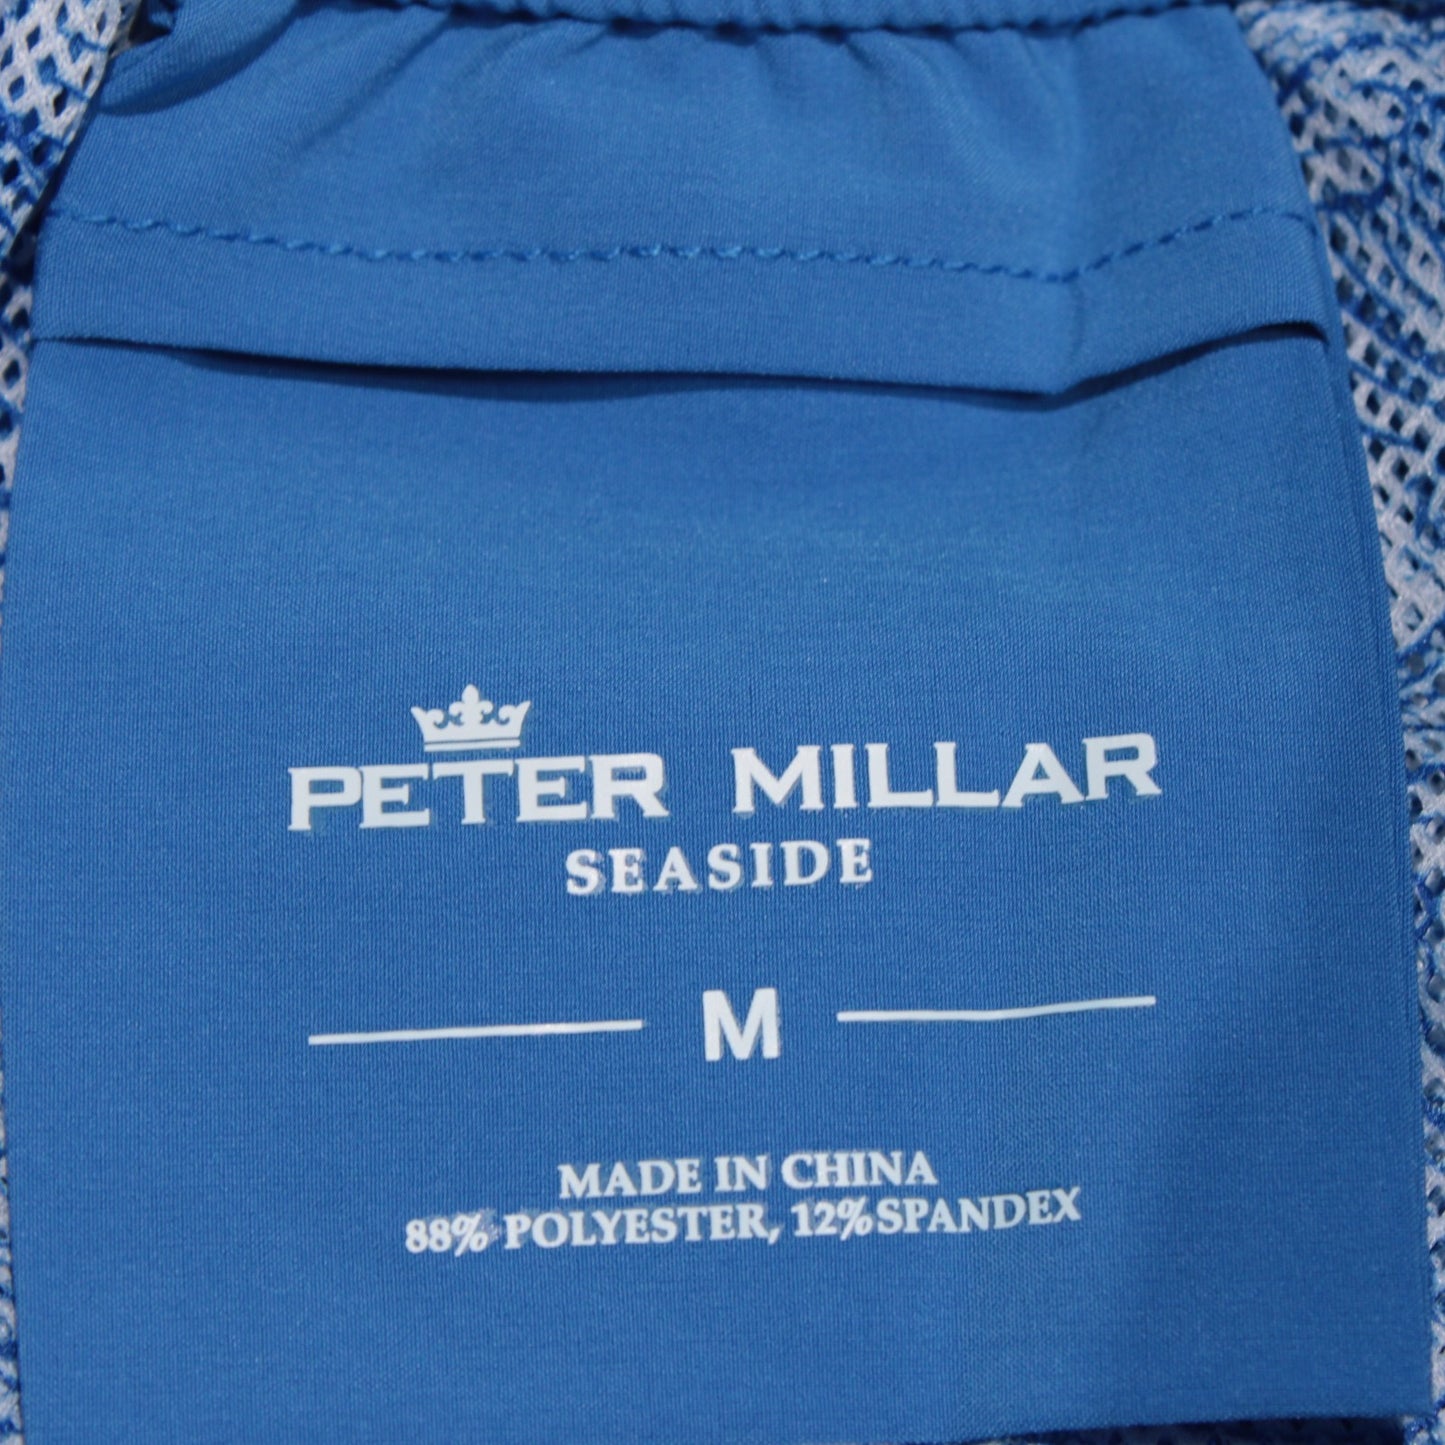 PETER MILLAR
SEASIDE
M
MADE IN CHINA
88% POLYESTER, 12% SPANDEX